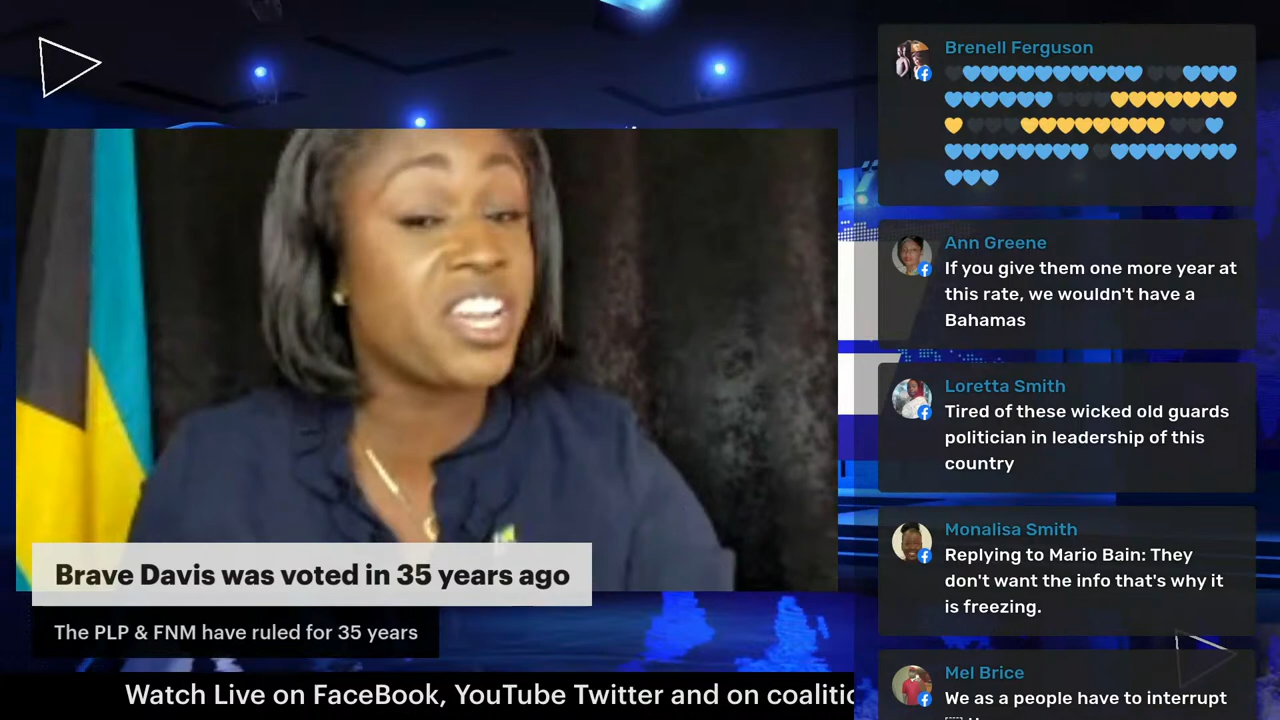 Brenell Ferguson
Ann Greene
If you give them one more year at
this rate, we wouldn't have a
Bahamas
Loretta Smith
Tired of these wicked old guards
politician in leadership of this
country
Monalisa Smith
Replying to Mario Bain: They
don't want the info that's why it
is freezing.
Mel Brice
We as a people have to interrupt
Brave Davis was voted in 35 years ago
The PLP & FNM have ruled for 35 years
Watch Live on FaceBook, YouTube Twitter and on coalitic